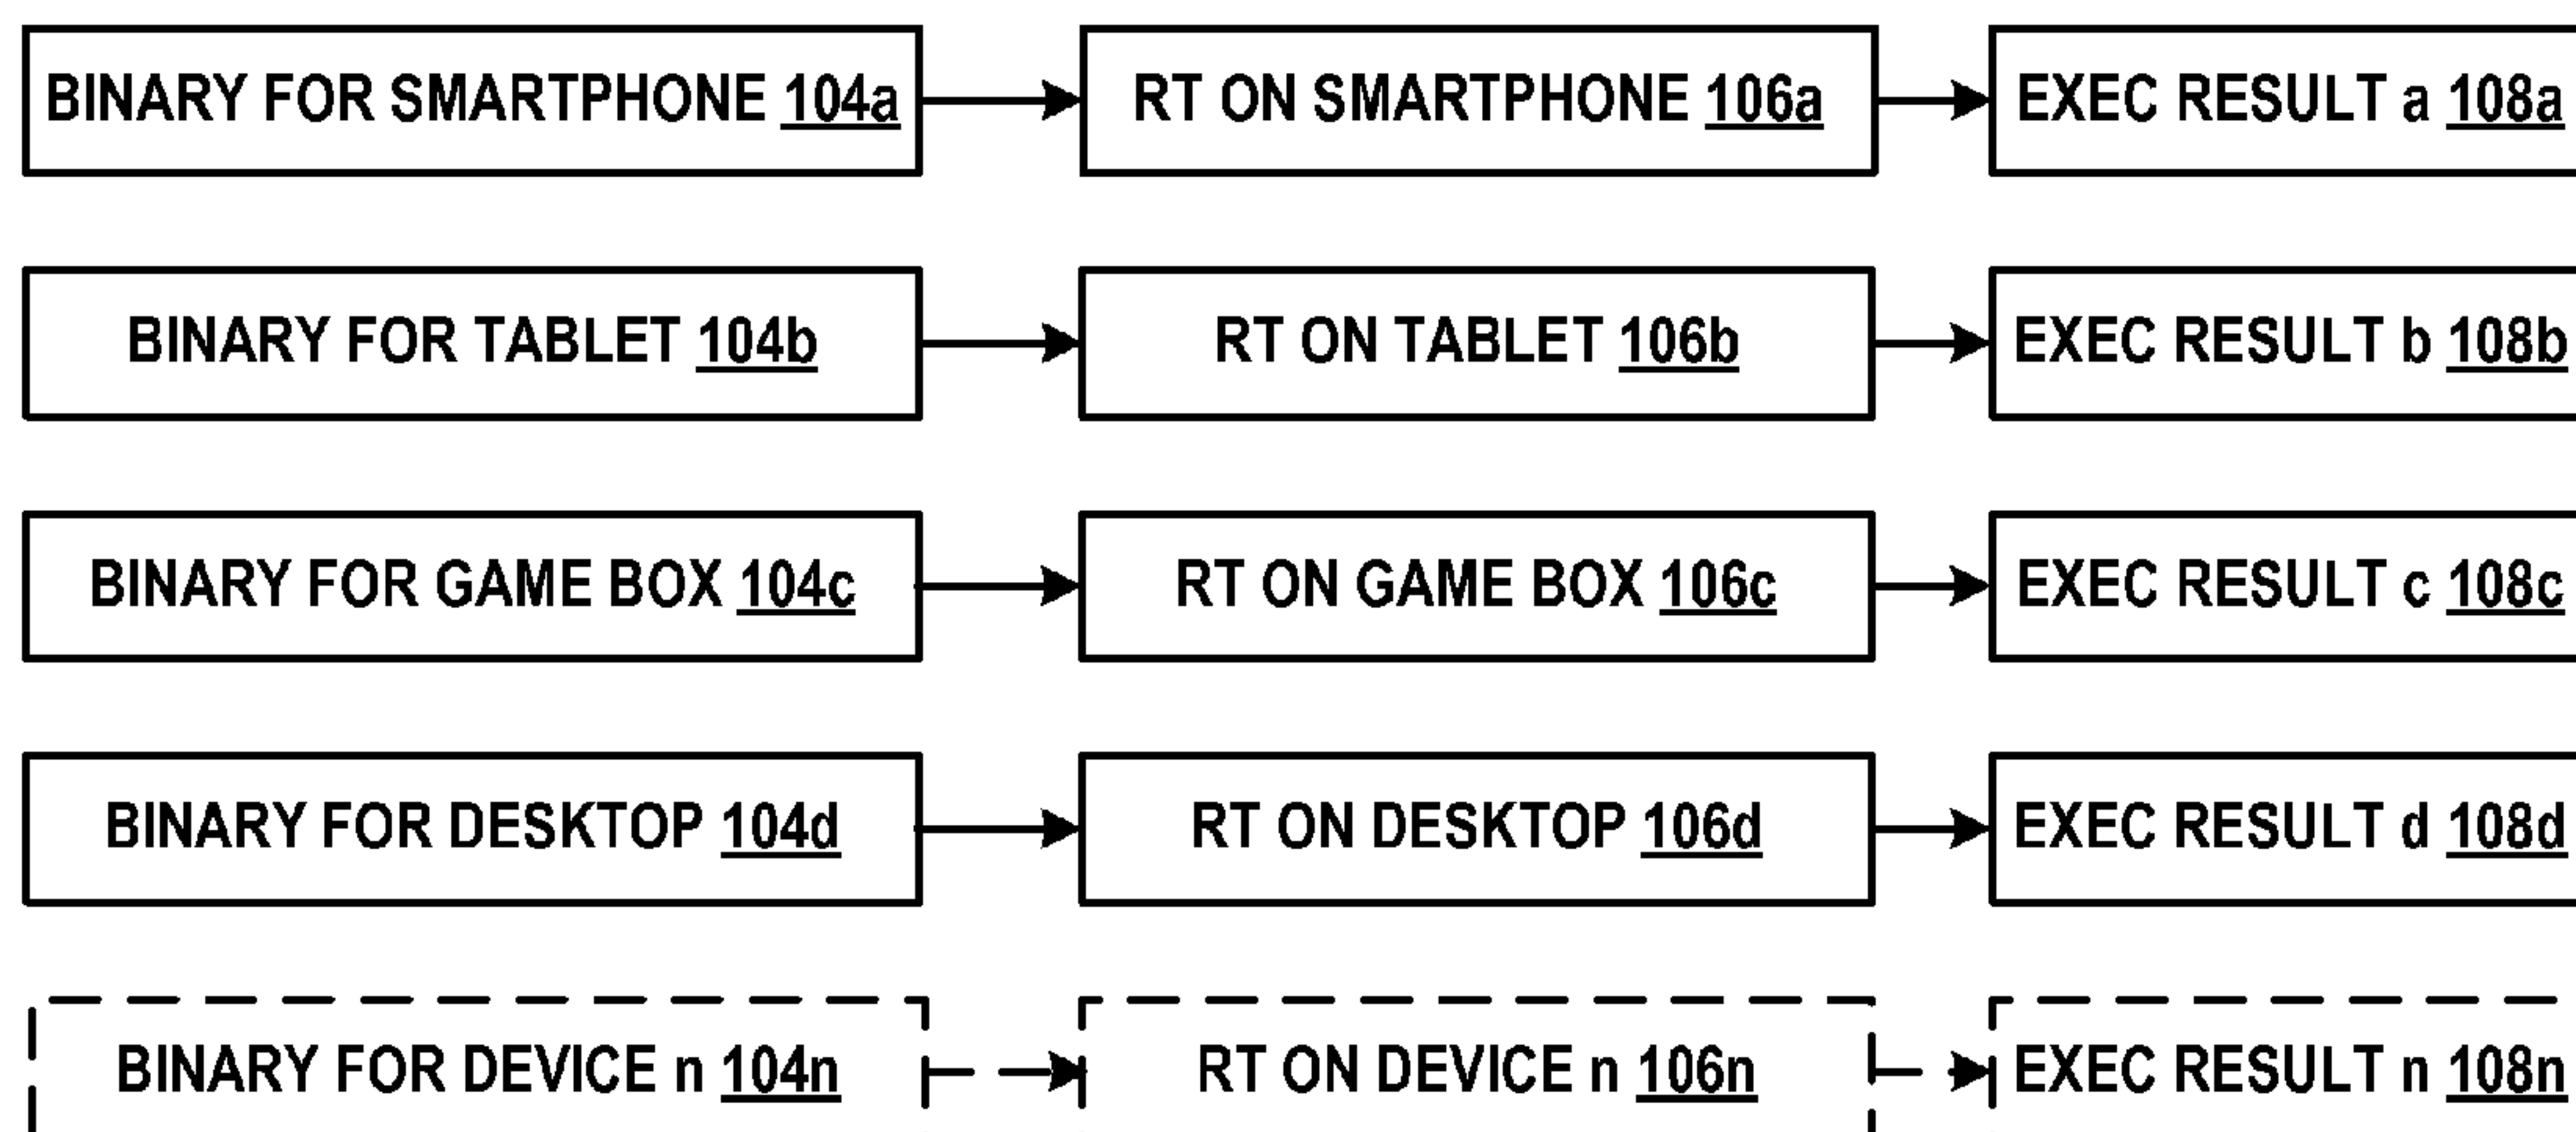 BINARY FOR SMARTPHONE 104a
RT ON SMARTPHONE 106a
EXEC RESULT a 108a
BINARY FOR TABLET 104b
RT ON TABLET 106b
EXEC RESULT b 108b
BINARY FOR GAME BOX 104c
RT ON GAME BOX 106c
EXEC RESULT c 108c
BINARY FOR DESKTOP 104d
RT ON DESKTOP 106d
EXEC RESULT d 108d
BINARY FOR DEVICE n 104n
RT ON DEVICE n 106n
EXEC RESULT n 108n